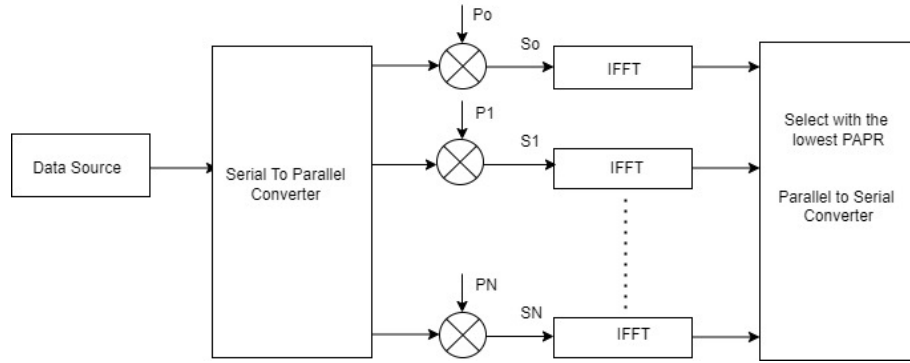 Po
So
IFFT
Select with the
lowest PAPR
P1
S1
IFFT
Data Source
Serial To Parallel
Converter
Parallel to Serial
Converter
PN
SN
IFFT